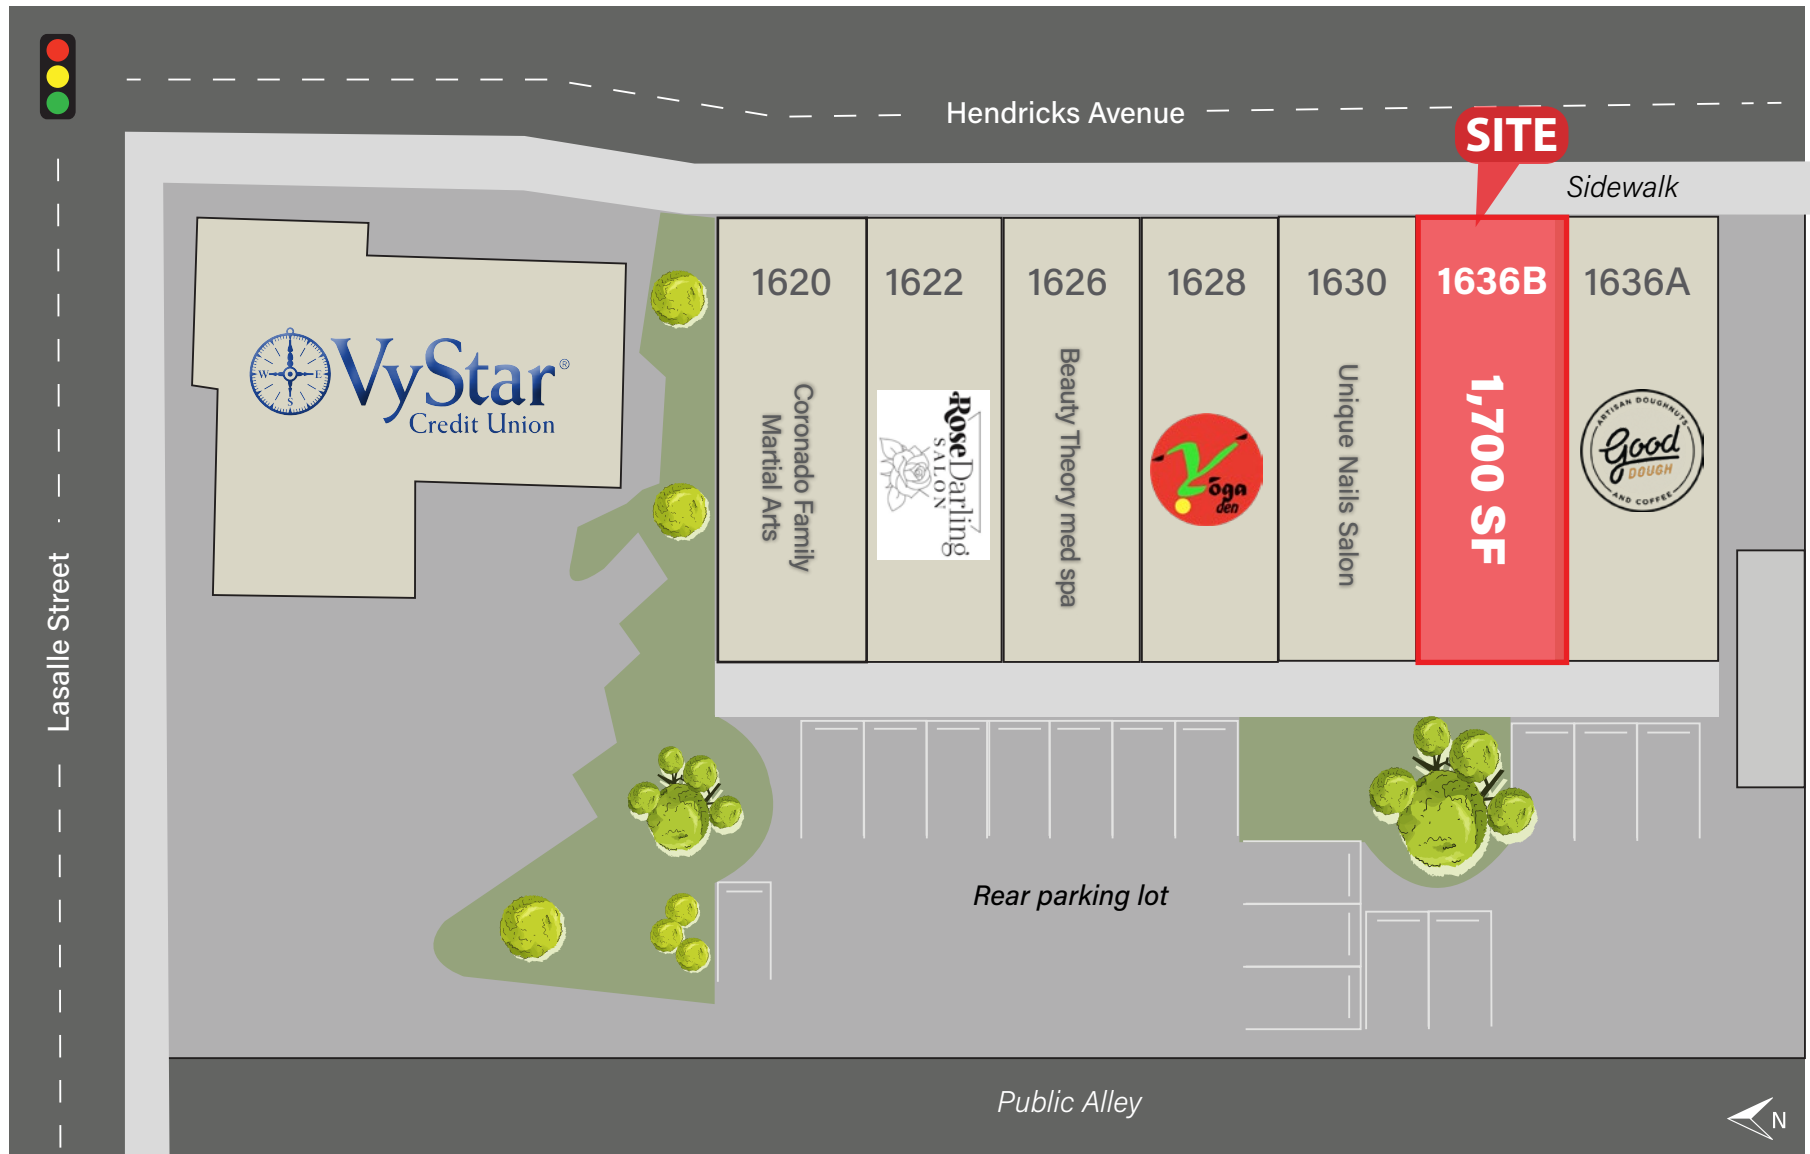 Hendricks Avenue
SITE
Sidewalk
1620
1622
1626
1628
1630
1636B
1636A
Coronado Family
Martial Arts
RoseDarling
SALON
Beauty Theory med spa
Yoga
den
Unique Nails Salon
1,700 SF
ARTISAN DOUGHNUTS
Good
DOUGH
AND COFFEE
W E
S
VyStar®
Credit Union
Lasalle Street
Rear parking lot
Public Alley
N